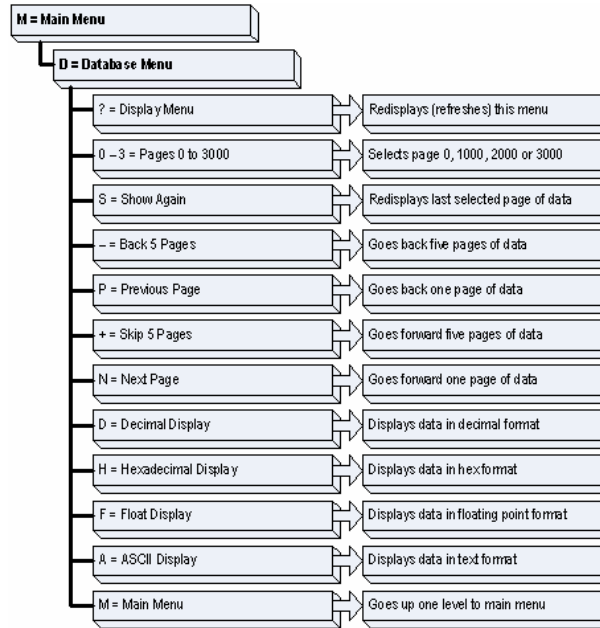 M = Main Menu
D = Database Menu
? = Display Menu
Redisplays (refreshes) this menu
0 – 3 = Pages 0 to 3000
Selects page 0, 1000, 2000 or 3000
S = Show Again
Redisplays last selected page of data
– = Back 5 Pages
Goes back five pages of data
P = Previous Page
Goes back one page of data
+ = Skip 5 Pages
Goes forward five pages of data
N = Next Page
Goes forward one page of data
D = Decimal Display
Displays data in decimal format
H = Hexadecimal Display
Displays data in hex format
F = Float Display
Displays data in floating point format
A = ASCII Display
Displays data in text format
M = Main Menu
Goes up one level to main menu